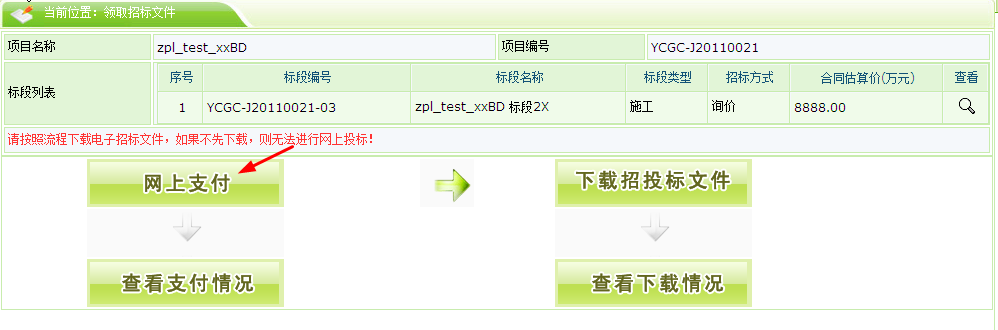 当前位置：领取招标文件
项目名称 zpl_test_xxBD 项目编号 YCGC-J20110021
标段列表
序号 标段编号 标段名称 标段类型 招标方式 合同估算价(万元) 查看
1 YCGC-J20110021-03 zpl_test_xxBD 标段2X 施工 询价 8888.00
请按照流程下载电子招标文件，如果不先下载，则无法进行网上投标！
网上支付 下载招投标文件
查看支付情况 查看下载情况